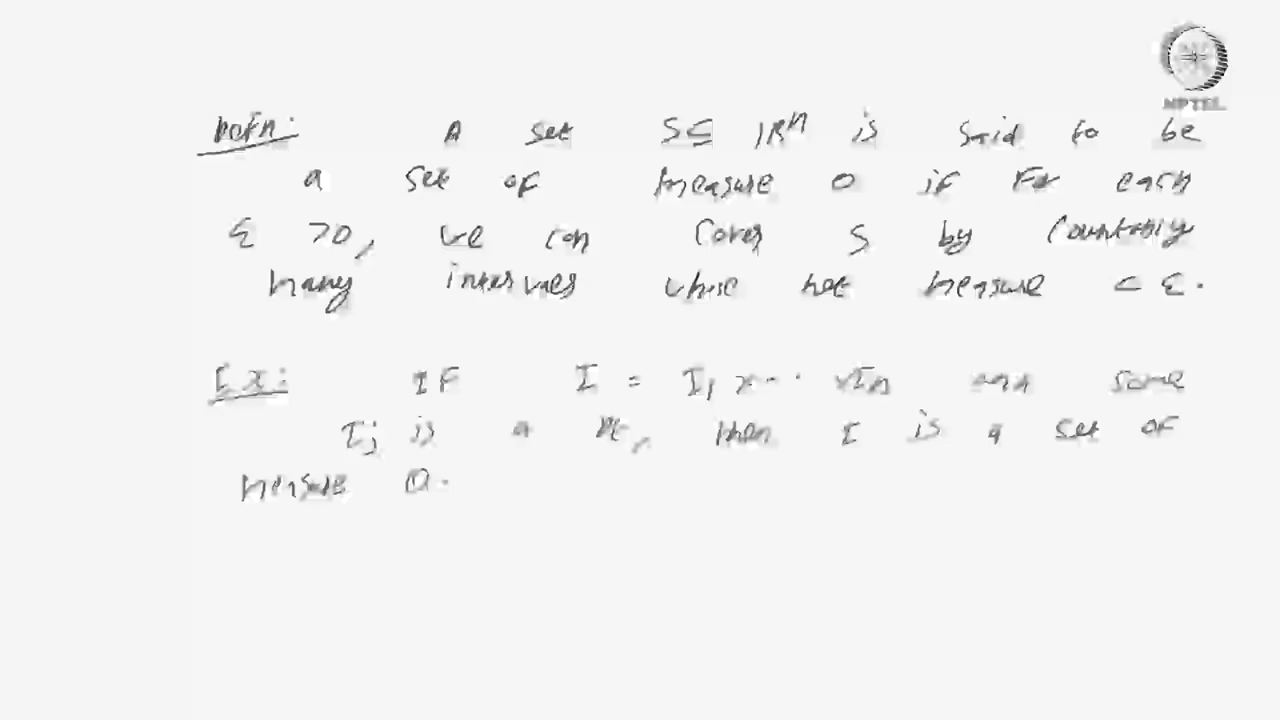 NPTEL
Defn: A set S ⊆ ℝⁿ is said to be
a set of measure 0 if for each
ε >0, we can cover S by countably
many intervals whose net measure < ε.
Ex: If I = I₁ x ··· x Iₙ and some
Iⱼ is a pt, then I is a set of
measure 0.